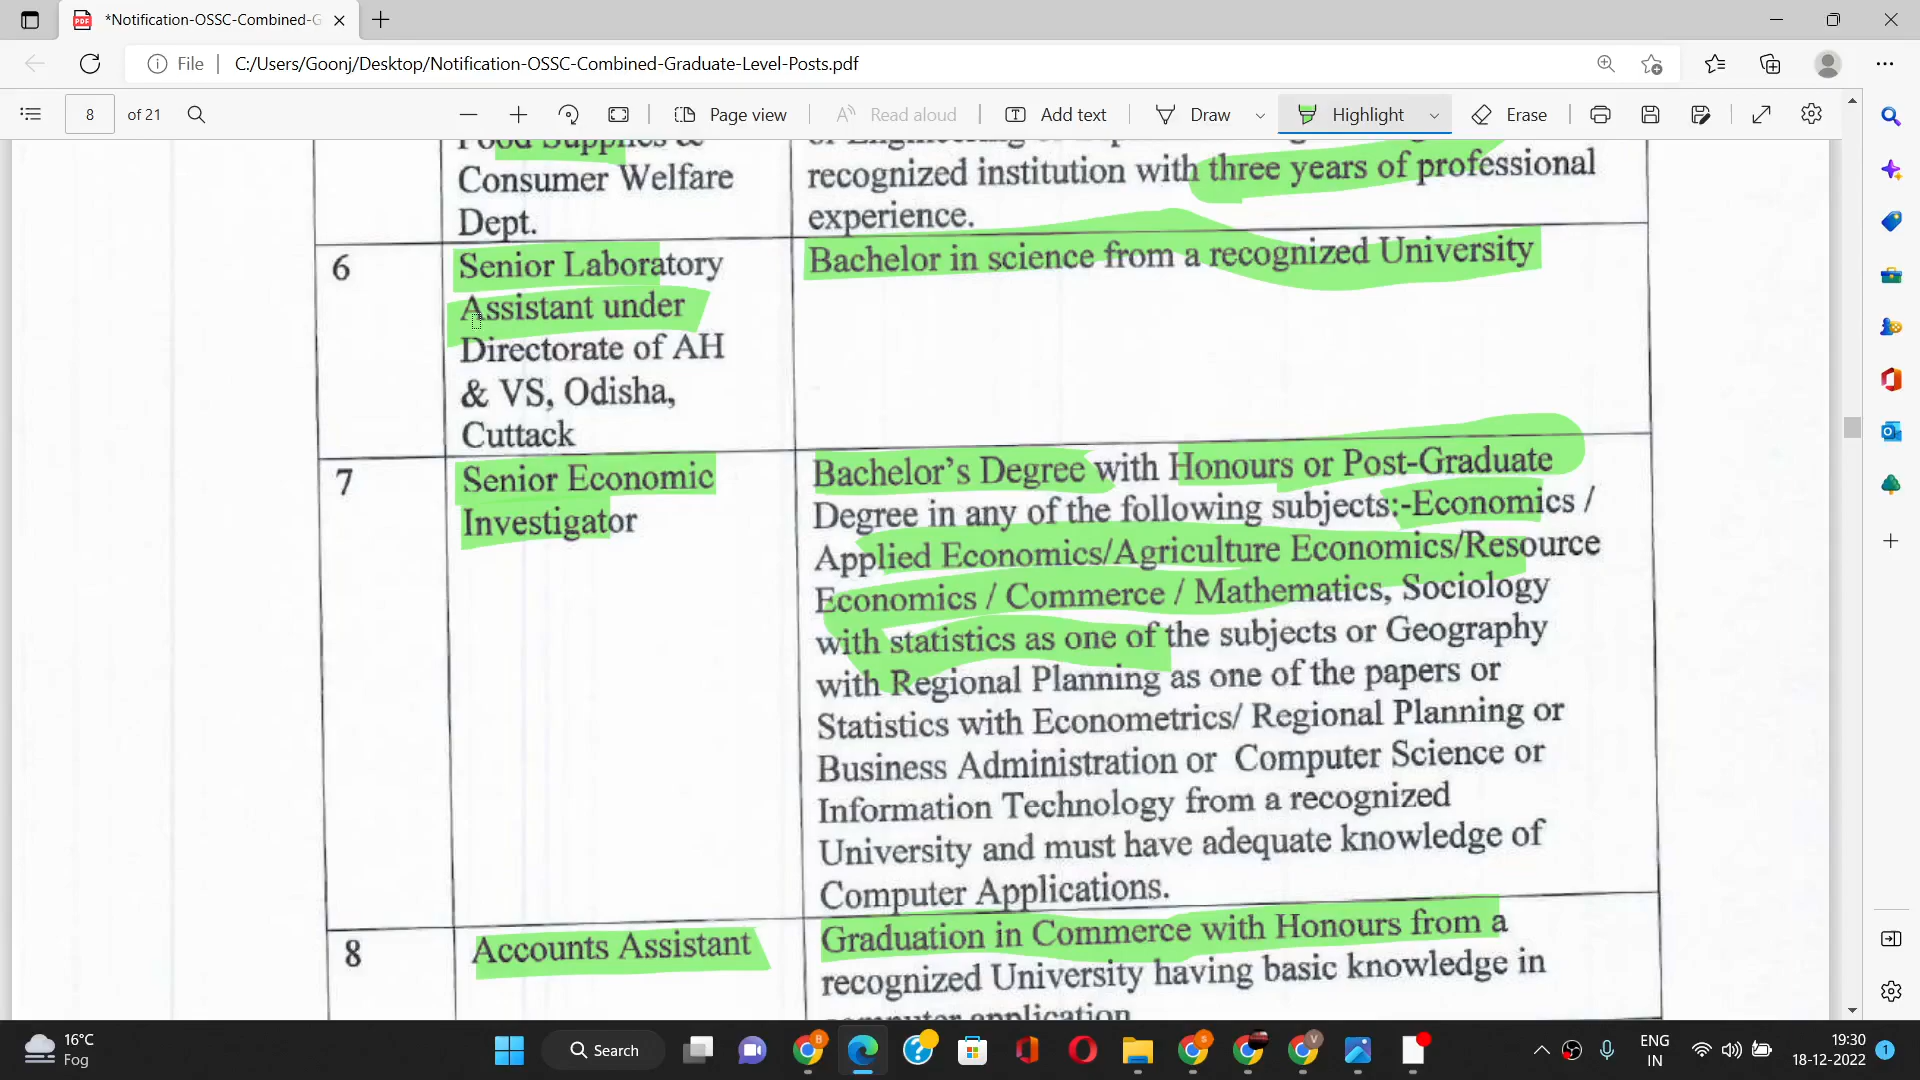 *Notification-OSSC-Combined-G
File
C:/Users/Goonj/Desktop/Notification-OSSC-Combined-Graduate-Level-Posts.pdf
8 of 21
Page view
Read aloud
Add text
Draw
Highlight
Erase
Food Supplies &
Consumer Welfare
Dept.
recognized institution with three years of professional
experience.
6
Senior Laboratory
Assistant under
Directorate of AH
& VS, Odisha,
Cuttack
Bachelor in science from a recognized University
7
Senior Economic
Investigator
Bachelor's Degree with Honours or Post-Graduate
Degree in any of the following subjects:-Economics /
Applied Economics/Agriculture Economics/Resource
Economics / Commerce / Mathematics, Sociology
with statistics as one of the subjects or Geography
with Regional Planning as one of the papers or
Statistics with Econometrics/ Regional Planning or
Business Administration or Computer Science or
Information Technology from a recognized
University and must have adequate knowledge of
Computer Applications.
8
Accounts Assistant
Graduation in Commerce with Honours from a
recognized University having basic knowledge in
computer application
16°C
Fog
Search
ENG
IN
19:30
18-12-2022
1